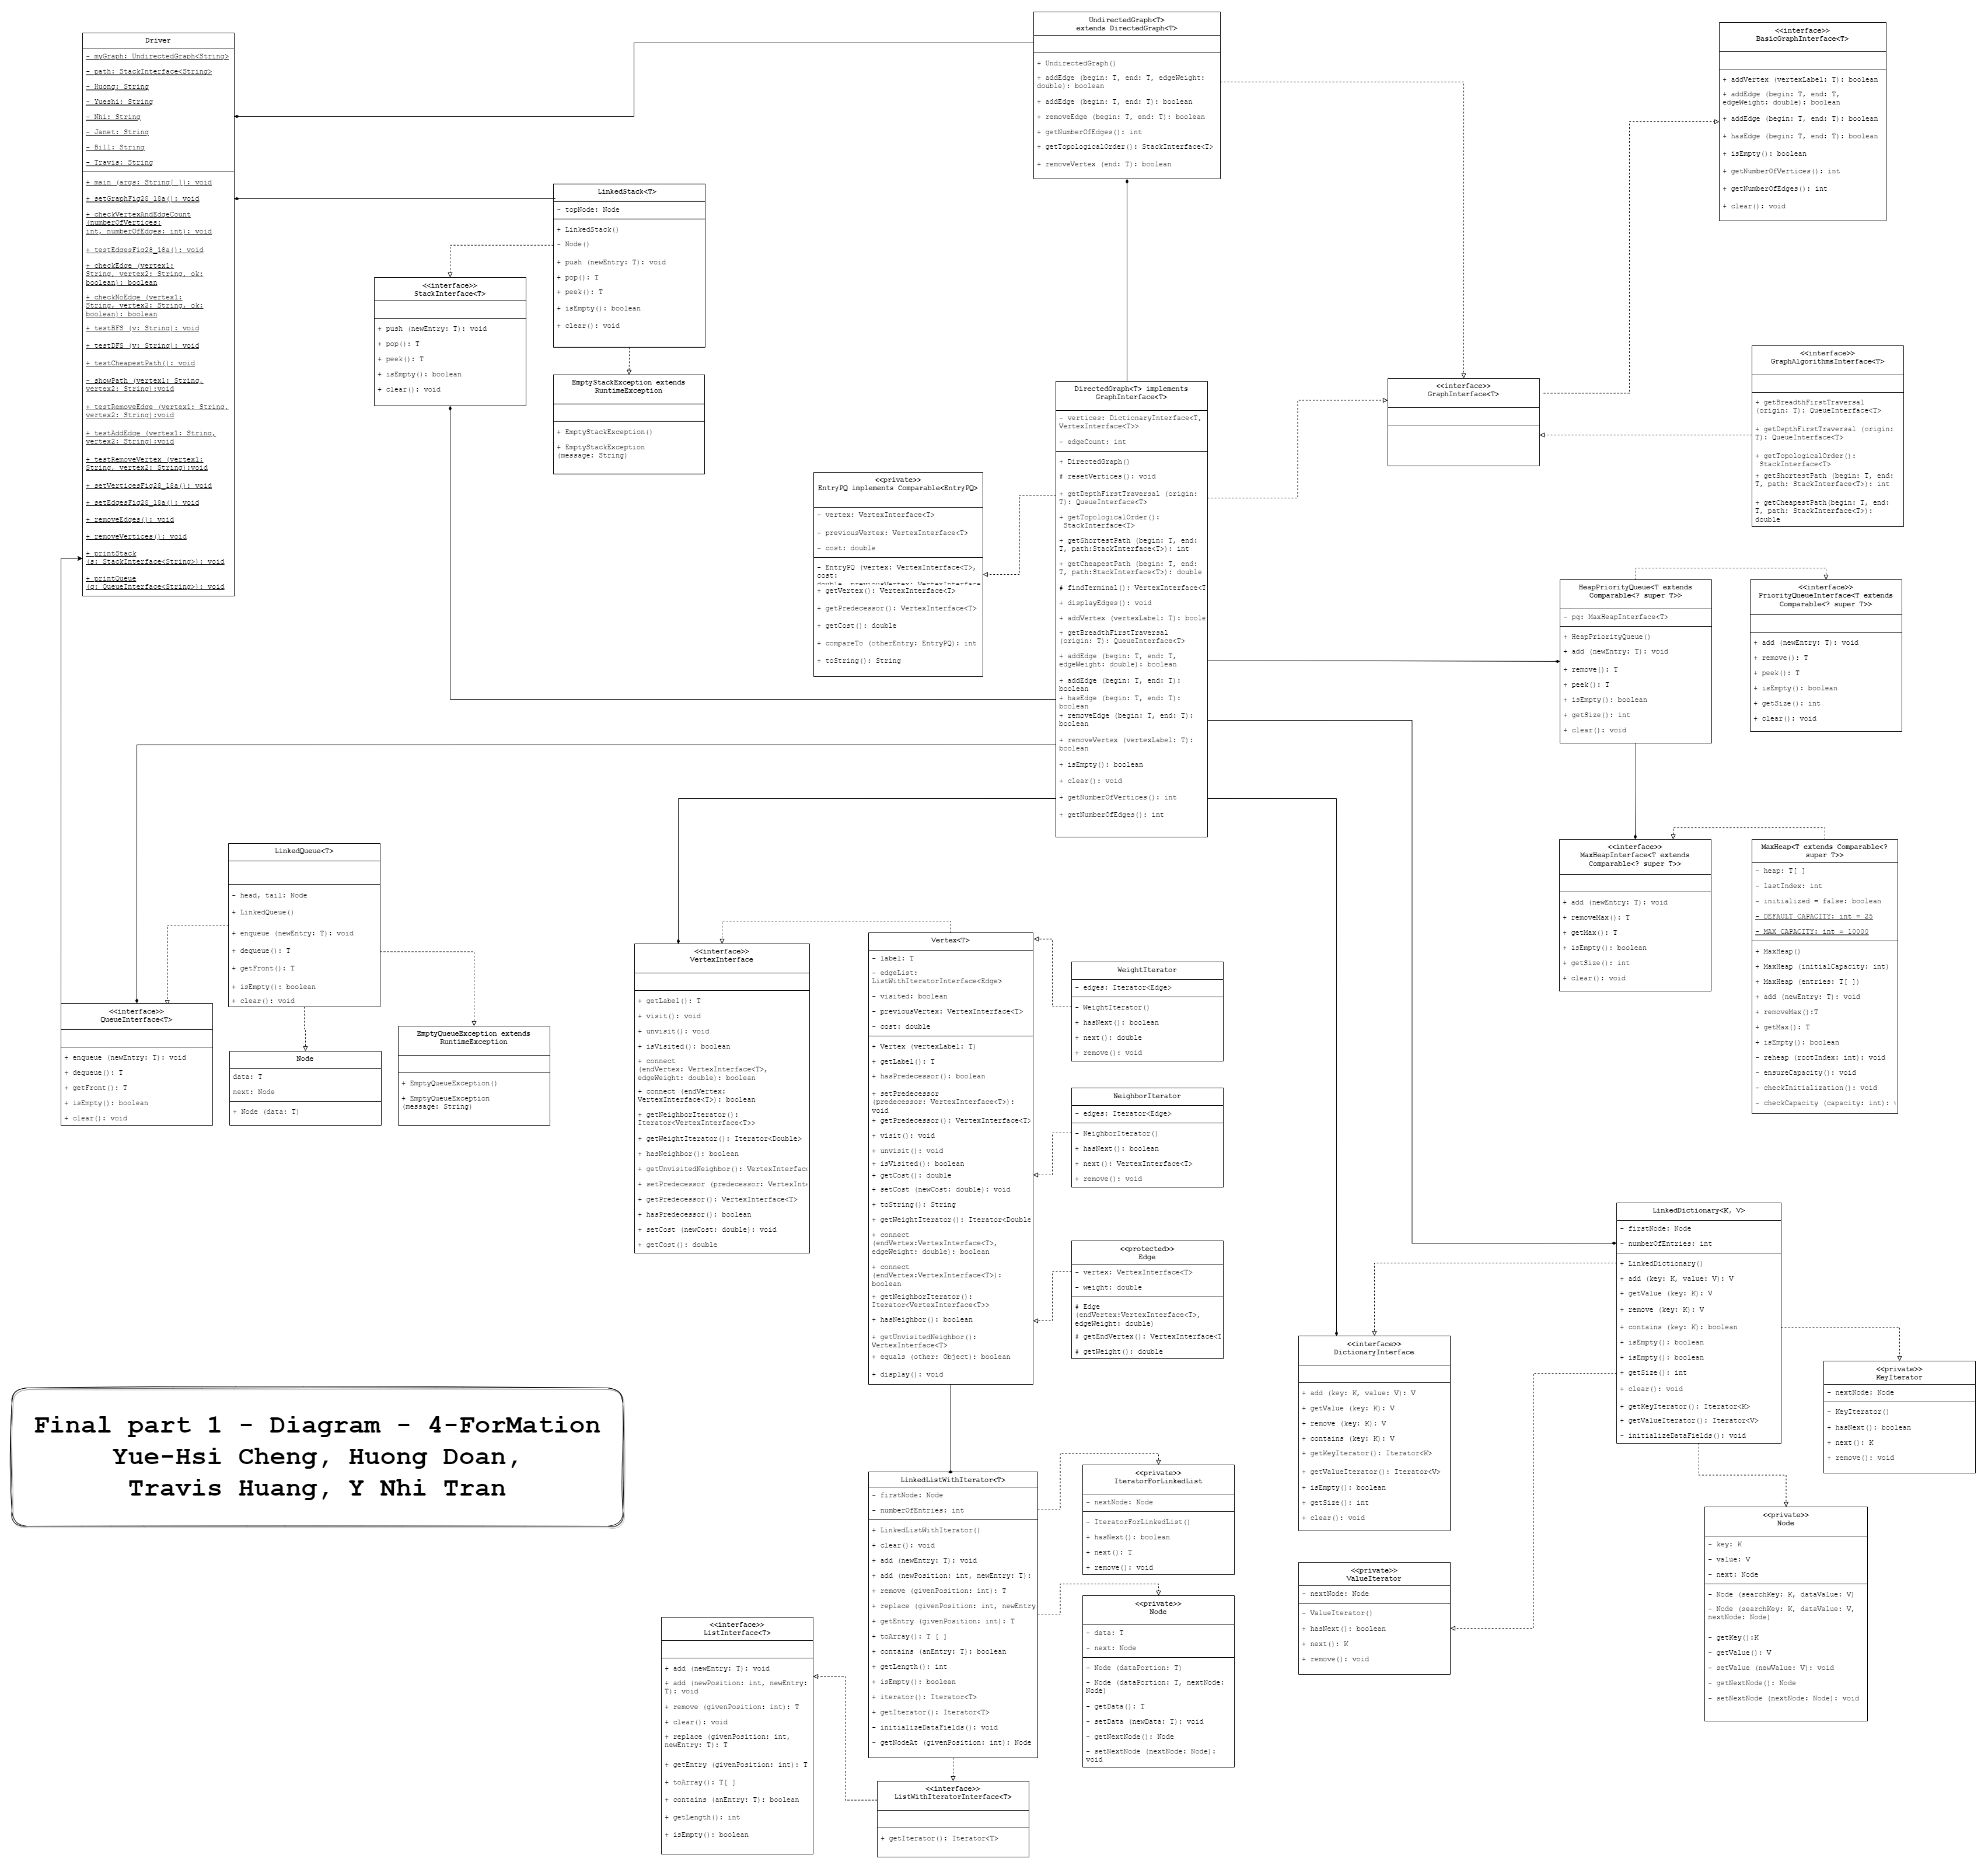 Driver
- myGraph: UndirectedGraph<String>
- path: StackInterface<String>
- Huong: String
- Yueshi: String
- Nhi: String
- Janet: String
- Bill: String
- Travis: String
+ main (args: String[ ]): void
+ setGraphFig28_18a(): void
+ checkVertexAndEdgeCount
(numberOfVertices:
int, numberOfEdges: int): void
+ testEdgesFig28_18a(): void
+ checkEdge (vertex1:
String, vertex2: String, ok:
boolean): boolean
+ checkNoEdge (vertex1:
String, vertex2: String, ok:
boolean): boolean
+ testBFS (v: String): void
+ testDFS (v: String): void
+ testCheapestPath(): void
- showPath (vertex1: String,
vertex2: String):void
+ testRemoveEdge (vertex1: String,
vertex2: String):void
+ testAddEdge (vertex1: String,
vertex2: String):void
+ testRemoveVertex (vertex1:
String, vertex2: String):void
+ setVerticesFig28_18a(): void
+ setEdgesFig28_18a(): void
+ removeEdges(): void
+ removeVertices(): void
+ printStack
(s: StackInterface<String>): void
+ printQueue
(q: QueueInterface<String>): void
UndirectedGraph<T>
extends DirectedGraph<T>
+ UndirectedGraph()
+ addEdge (begin: T, end: T, edgeWeight:
double): boolean
+ addEdge (begin: T, end: T): boolean
+ removeEdge (begin: T, end: T): boolean
+ getNumberOfEdges(): int
+ getTopologicalOrder(): StackInterface<T>
+ removeVertex (end: T): boolean
<<interface>>
BasicGraphInterface<T>
+ addVertex (vertexLabel: T): boolean
+ addEdge (begin: T, end: T,
edgeWeight: double): boolean
+ addEdge (begin: T, end: T): boolean
+ hasEdge (begin: T, end: T): boolean
+ isEmpty(): boolean
+ getNumberOfVertices(): int
+ getNumberOfEdges(): int
+ clear(): void
LinkedStack<T>
- topNode: Node
+ LinkedStack()
- Node()
+ push (newEntry: T): void
+ pop(): T
+ peek(): T
+ isEmpty(): boolean
+ clear(): void
<<interface>>
StackInterface<T>
+ push (newEntry: T): void
+ pop(): T
+ peek(): T
+ isEmpty(): boolean
+ clear(): void
EmptyStackException extends
RuntimeException
+ EmptyStackException()
+ EmptyStackException
(message: String)
<<private>>
EntryPQ implements Comparable<EntryPQ>
- vertex: VertexInterface<T>
- previousVertex: VertexInterface<T>
- cost: double
- EntryPQ (vertex: VertexInterface<T>,
cost:
double, previousVertex: VertexInterface
+ getVertex(): VertexInterface<T>
+ getPredecessor(): VertexInterface<T>
+ getCost(): double
+ compareTo (otherEntry: EntryPQ): int
+ toString(): String
DirectedGraph<T> implements
GraphInterface<T>
- vertices: DictionaryInterface<T,
VertexInterface<T>>
- edgeCount: int
+ DirectedGraph()
# resetVertices(): void
+ getDepthFirstTraversal (origin:
T): QueueInterface<T>
+ getTopologicalOrder():
StackInterface<T>
+ getShortestPath (begin: T, end:
T, path:StackInterface<T>): int
+ getCheapestPath (begin: T, end:
T, path:StackInterface<T>): double
# findTerminal(): VertexInterface<T
+ displayEdges(): void
+ addVertex (vertexLabel: T): boole
+ getBreadthFirstTraversal
(origin: T): QueueInterface<T>
+ addEdge (begin: T, end: T,
edgeWeight: double): boolean
+ addEdge (begin: T, end: T):
boolean
+ hasEdge (begin: T, end: T):
boolean
+ removeEdge (begin: T, end: T):
boolean
+ removeVertex (vertexLabel: T):
boolean
+ isEmpty(): boolean
+ clear(): void
+ getNumberOfVertices(): int
+ getNumberOfEdges(): int
<<interface>>
GraphInterface<T>
<<interface>>
GraphAlgorithmsInterface<T>
+ getBreadthFirstTraversal
(origin: T): QueueInterface<T>
+ getDepthFirstTraversal (origin:
T): QueueInterface<T>
+ getTopologicalOrder():
StackInterface<T>
+ getShortestPath (begin: T, end:
T, path: StackInterface<T>): int
+ getCheapestPath(begin: T, end:
T, path: StackInterface<T>):
double
HeapPriorityQueue<T extends
Comparable<? super T>>
- pq: MaxHeapInterface<T>
+ HeapPriorityQueue()
+ add (newEntry: T): void
+ remove(): T
+ peek(): T
+ isEmpty(): boolean
+ getSize(): int
+ clear(): void
<<interface>>
PriorityQueueInterface<T extends
Comparable<? super T>>
+ add (newEntry: T): void
+ remove(): T
+ peek(): T
+ isEmpty(): boolean
+ getSize(): int
+ clear(): void
<<interface>>
MaxHeapInterface<T extends
Comparable<? super T>>
+ add (newEntry: T): void
+ removeMax(): T
+ getMax(): T
+ isEmpty(): boolean
+ getSize(): int
+ clear(): void
MaxHeap<T extends Comparable<?
super T>>
- heap: T[ ]
- lastIndex: int
- initialized = false: boolean
- DEFAULT_CAPACITY: int = 25
- MAX_CAPACITY: int = 10000
+ MaxHeap()
+ MaxHeap (initialCapacity: int)
+ MaxHeap (entries: T[ ])
+ add (newEntry: T): void
+ removeMax():T
+ getMax(): T
+ isEmpty(): boolean
- reheap (rootIndex: int): void
- ensureCapacity(): void
- checkInitialization(): void
- checkCapacity (capacity: int):
LinkedQueue<T>
- head, tail: Node
+ LinkedQueue()
+ enqueue (newEntry: T): void
+ dequeue(): T
+ getFront(): T
+ isEmpty(): boolean
+ clear(): void
<<interface>>
QueueInterface<T>
+ enqueue (newEntry: T): void
+ dequeue(): T
+ getFront(): T
+ isEmpty(): boolean
+ clear(): void
Node
data: T
next: Node
+ Node (data: T)
EmptyQueueException extends
RuntimeException
+ EmptyQueueException()
+ EmptyQueueException
(message: String)
<<interface>>
VertexInterface
+ getLabel(): T
+ visit(): void
+ unvisit(): void
+ isVisited(): boolean
+ connect
(endVertex: VertexInterface<T>,
edgeWeight: double): boolean
+ connect (endVertex:
VertexInterface<T>): boolean
+ getNeighborIterator():
Iterator<VertexInterface<T>>
+ getWeightIterator(): Iterator<Double>
+ hasNeighbor(): boolean
+ getUnvisitedNeighbor(): VertexInterface
+ setPredecessor (predecessor: VertexInte
+ getPredecessor(): VertexInterface<T>
+ hasPredecessor(): boolean
+ setCost (newCost: double): void
+ getCost(): double
Vertex<T>
- label: T
- edgeList:
ListWithIteratorInterface<Edge>
- visited: boolean
- previousVertex: VertexInterface<T>
- cost: double
+ Vertex (vertexLabel: T)
+ getLabel(): T
+ hasPredecessor(): boolean
+ setPredecessor
(predecessor: VertexInterface<T>):
void
+ getPredecessor(): VertexInterface<T>
+ visit(): void
+ unvisit(): void
+ isVisited(): boolean
+ getCost(): double
+ setCost (newCost: double): void
+ toString(): String
+ getWeightIterator(): Iterator<Double
+ connect
(endVertex:VertexInterface<T>,
edgeWeight: double): boolean
+ connect
(endVertex:VertexInterface<T>):
boolean
+ getNeighborIterator():
Iterator<VertexInterface<T>>
+ hasNeighbor(): boolean
+ getUnvisitedNeighbor():
VertexInterface<T>
+ equals (other: Object): boolean
+ display(): void
WeightIterator
- edges: Iterator<Edge>
- WeightIterator()
+ hasNext(): boolean
+ next(): double
+ remove(): void
NeighborIterator
- edges: Iterator<Edge>
- NeighborIterator()
+ hasNext(): boolean
+ next(): VertexInterface<T>
+ remove(): void
<<protected>>
Edge
- vertex: VertexInterface<T>
- weight: double
# Edge
(endVertex:VertexInterface<T>,
edgeWeight: double)
# getEndVertex(): VertexInterface<T
# getWeight(): double
LinkedDictionary<K, V>
- firstNode: Node
- numberOfEntries: int
+ LinkedDictionary()
+ add (key: K, value: V): V
+ getValue (key: K): V
+ remove (key: K): V
+ contains (key: K): boolean
+ isEmpty(): boolean
+ isEmpty(): boolean
+ getSize(): int
+ clear(): void
+ getKeyIterator(): Iterator<K>
+ getValueIterator(): Iterator<V>
- initializeDataFields(): void
<<interface>>
DictionaryInterface
+ add (key: K, value: V): V
+ getValue (key: K): V
+ remove (key: K): V
+ contains (key: K): V
+ getKeyIterator(): Iterator<K>
+ getValueIterator(): Iterator<V>
+ isEmpty(): boolean
+ getSize(): int
+ clear(): void
<<private>>
KeyIterator
- nextNode: Node
- KeyIterator()
+ hasNext(): boolean
+ next(): K
+ remove(): void
<<private>>
Node
- key: K
- value: V
- next: Node
- Node (searchKey: K, dataValue: V)
- Node (searchKey: K, dataValue: V,
nextNode: Node)
- getKey():K
- getValue(): V
- setValue (newValue: V): void
- getNextNode(): Node
- setNextNode (nextNode: Node): void
<<private>>
ValueIterator
- nextNode: Node
- ValueIterator()
+ hasNext(): boolean
+ next(): K
+ remove(): void
Final part 1 - Diagram - 4-ForMation
Yue-Hsi Cheng, Huong Doan,
Travis Huang, Y Nhi Tran
LinkedListWithIterator<T>
- firstNode: Node
- numberOfEntries: int
+ LinkedListWithIterator()
+ clear(): void
+ add (newEntry: T): void
+ add (newPosition: int, newEntry: T):
+ remove (givenPosition: int): T
+ replace (givenPosition: int, newEntry
+ getEntry (givenPosition: int): T
+ toArray(): T [ ]
+ contains (anEntry: T): boolean
+ getLength(): int
+ isEmpty(): boolean
+ iterator(): Iterator<T>
+ getIterator(): Iterator<T>
- initializeDataFields(): void
- getNodeAt (givenPosition: int): Node
<<private>>
IteratorForLinkedList
- nextNode: Node
- IteratorForLinkedList()
+ hasNext(): boolean
+ next(): T
+ remove(): void
<<private>>
Node
- data: T
- next: Node
- Node (dataPortion: T)
- Node (dataPortion: T, nextNode:
Node)
- getData(): T
- setData (newData: T): void
- getNextNode(): Node
- setNextNode (nextNode: Node):
void
<<interface>>
ListInterface<T>
+ add (newEntry: T): void
+ add (newPosition: int, newEntry:
T): void
+ remove (givenPosition: int): T
+ clear(): void
+ replace (givenPosition: int,
newEntry: T): T
+ getEntry (givenPosition: int): T
+ toArray(): T[ ]
+ contains (anEntry: T): boolean
+ getLength(): int
+ isEmpty(): boolean
<<interface>>
ListWithIteratorInterface<T>
+ getIterator(): Iterator<T>